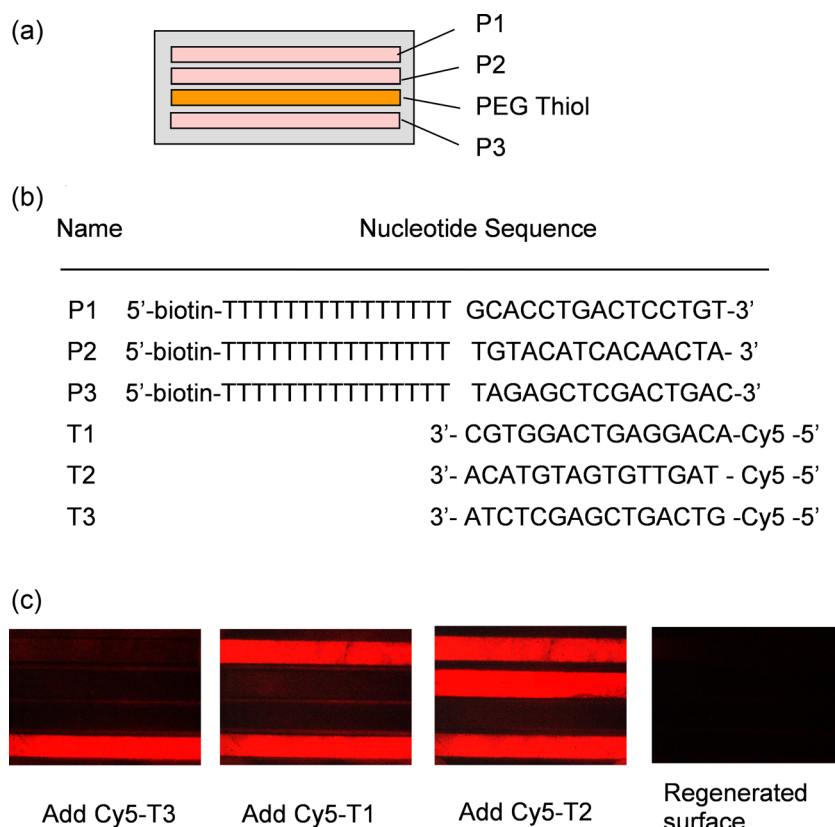 (a)
P1
P2
PEG Thiol
P3
(b)
Name Nucleotide Sequence
P1 5’-biotin-TTTTTTTTTTTTTTT GCACCTGACTCCTGT-3’
P2 5’-biotin-TTTTTTTTTTTTTTT TGTACATCACAACTA- 3’
P3 5’-biotin-TTTTTTTTTTTTTTT TAGAGCTCGACTGAC-3’
T1 3’- CGTGGACTGAGGACA-Cy5 -5’
T2 3’- ACATGTAGTGTTGAT - Cy5 -5’
T3 3’- ATCTCGAGCTGACTG -Cy5 -5’
(c)
Add Cy5-T3 Add Cy5-T1 Add Cy5-T2 Regenerated
surface